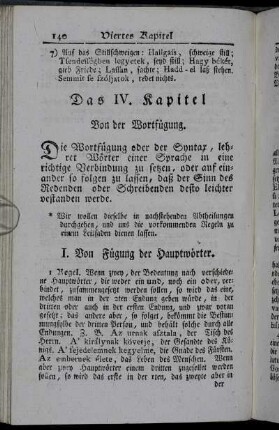 140 Viertes Kapitel
7) Auf das Stillschweigen: Hallgass, schweige still;
Tsendeſségben legyetek, seyd still; Hagy békét,
gieb Friede; Lassan, sachte; Hadd-el laß stehen.
Semmit se szóljatok, redet nichts.
Das IV. Kapitel
Von der Wortfügung.
Die Wortfügung oder der Syntax, leh-
ret Wörter einer Sprache in eine
richtige Verbindung zu setzen, oder auf ein-
ander so folgen zu lassen, daß der Sinn des
Redenden oder Schreibenden desto leichter
verstanden werde.
* Wir wollen dieselbe in nachstehenden Abtheilungen
durchgehen, und uns die vorkommenden Regeln zu
einem Leitfaden dienen lassen.
I. Von Fügung der Hauptwörter.
1 Regel. Wenn zwey, der Bedeutung nach verschiede-
ne Hauptwörter, die weder ein und, noch ein oder, ver-
bindet, zusammengesetzt werden sollen, so wird das eine,
welches man in der 2ten Endung geben würde, in der
dritten oder auch in der ersten Endung, und zwar voran
gesetzt; das andere aber, so folget, bekommt die Bestim-
mungssylbe der dritten Person, und behält solche durch alle
Endungen. Z. B. Az urnak asztala, der Tisch des
Herrn. A' királynak követje, der Gesandte des Kö-
nigs. A' fejedelemnek kegyelme, die Gnade des Fürsten.
Az embernek élete, das Leben des Menschen. Wenn
aber zwey Hauptwörter einem dritten zugesellet werden
sollen, so wird das erste in der 1ten, das zweyte aber in
der